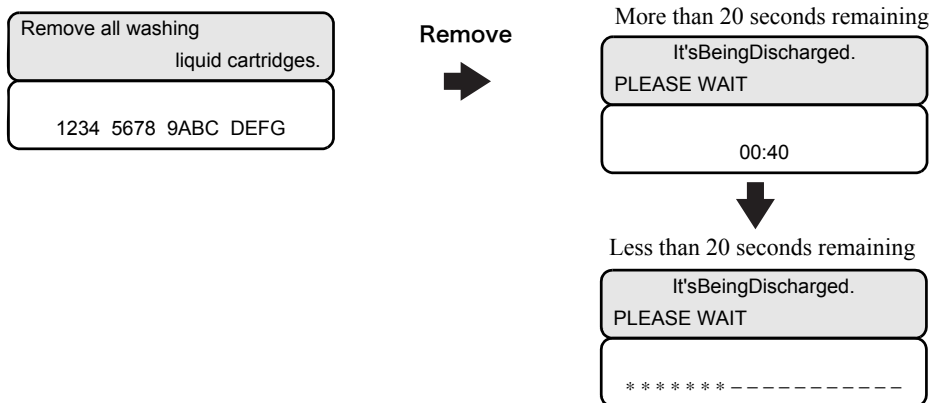 Remove all washing
liquid cartridges.
1234 5678 9ABC DEFG
Remove
More than 20 seconds remaining
It'sBeingDischarged.
PLEASE WAIT
00:40
Less than 20 seconds remaining
It'sBeingDischarged.
PLEASE WAIT
*******−−−−−−−−−−−